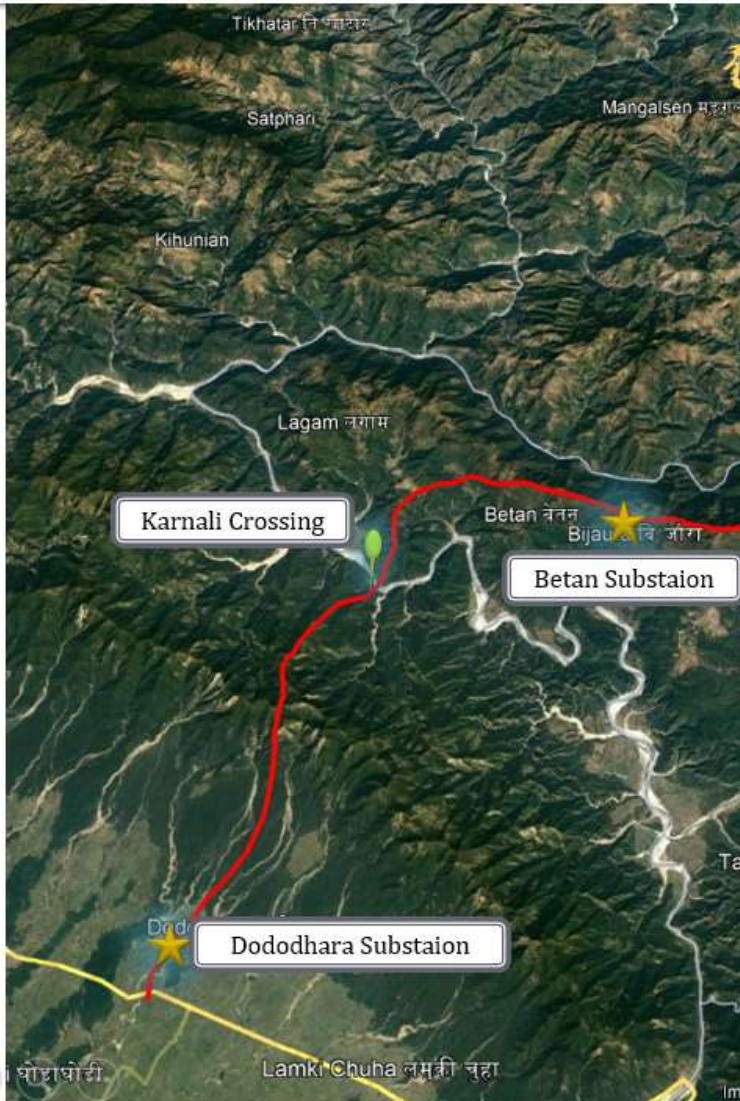 Tikhatar
Satphari
Mangalsen
Kihunian
Lagam लगाम
Karnali Crossing
Betan बेतन
Betan Substaion
Dododhara Substaion
Lamki Chuha लमुकी चुहा
घोडाघोडी